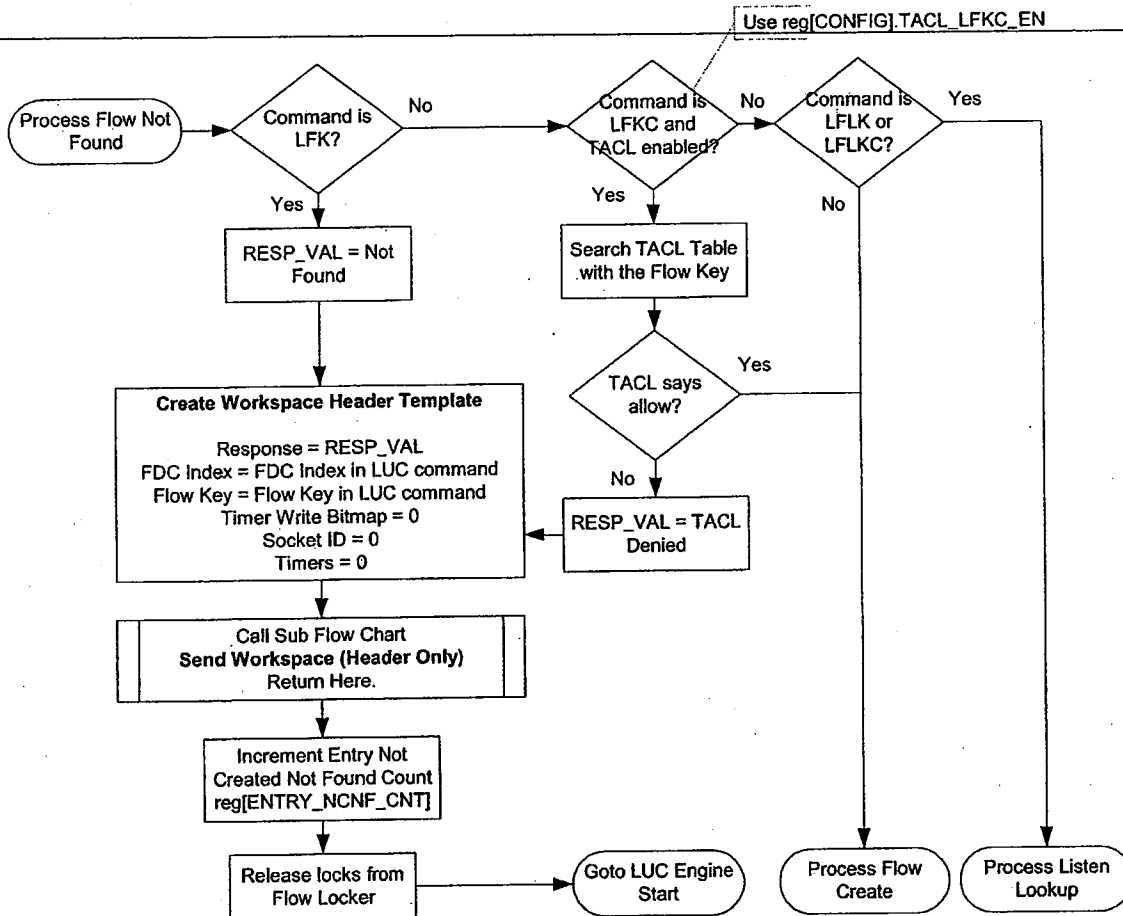 Use reg[CONFIG].TACL_LFKC_EN
Process Flow Not
Found
Command is
LFK?
No
Command is
LFKC and
TACL enabled?
No
Command is
LFLK or
LFLKC?
Yes
Yes
Yes
No
RESP_VAL = Not
Found
Search TACL Table
with the Flow Key
TACL says
allow?
Yes
No
Create Workspace Header Template
Response = RESP_VAL
FDC Index = FDC Index in LUC command
Flow Key = Flow Key in LUC command
Timer Write Bitmap = 0
Socket ID = 0
Timers = 0
RESP_VAL = TACL
Denied
Call Sub Flow Chart
Send Workspace (Header Only)
Return Here.
Increment Entry Not
Created Not Found Count
reg[ENTRY_NCNF_CNT]
Release locks from
Flow Locker
Goto LUC Engine
Start
Process Flow
Create
Process Listen
Lookup